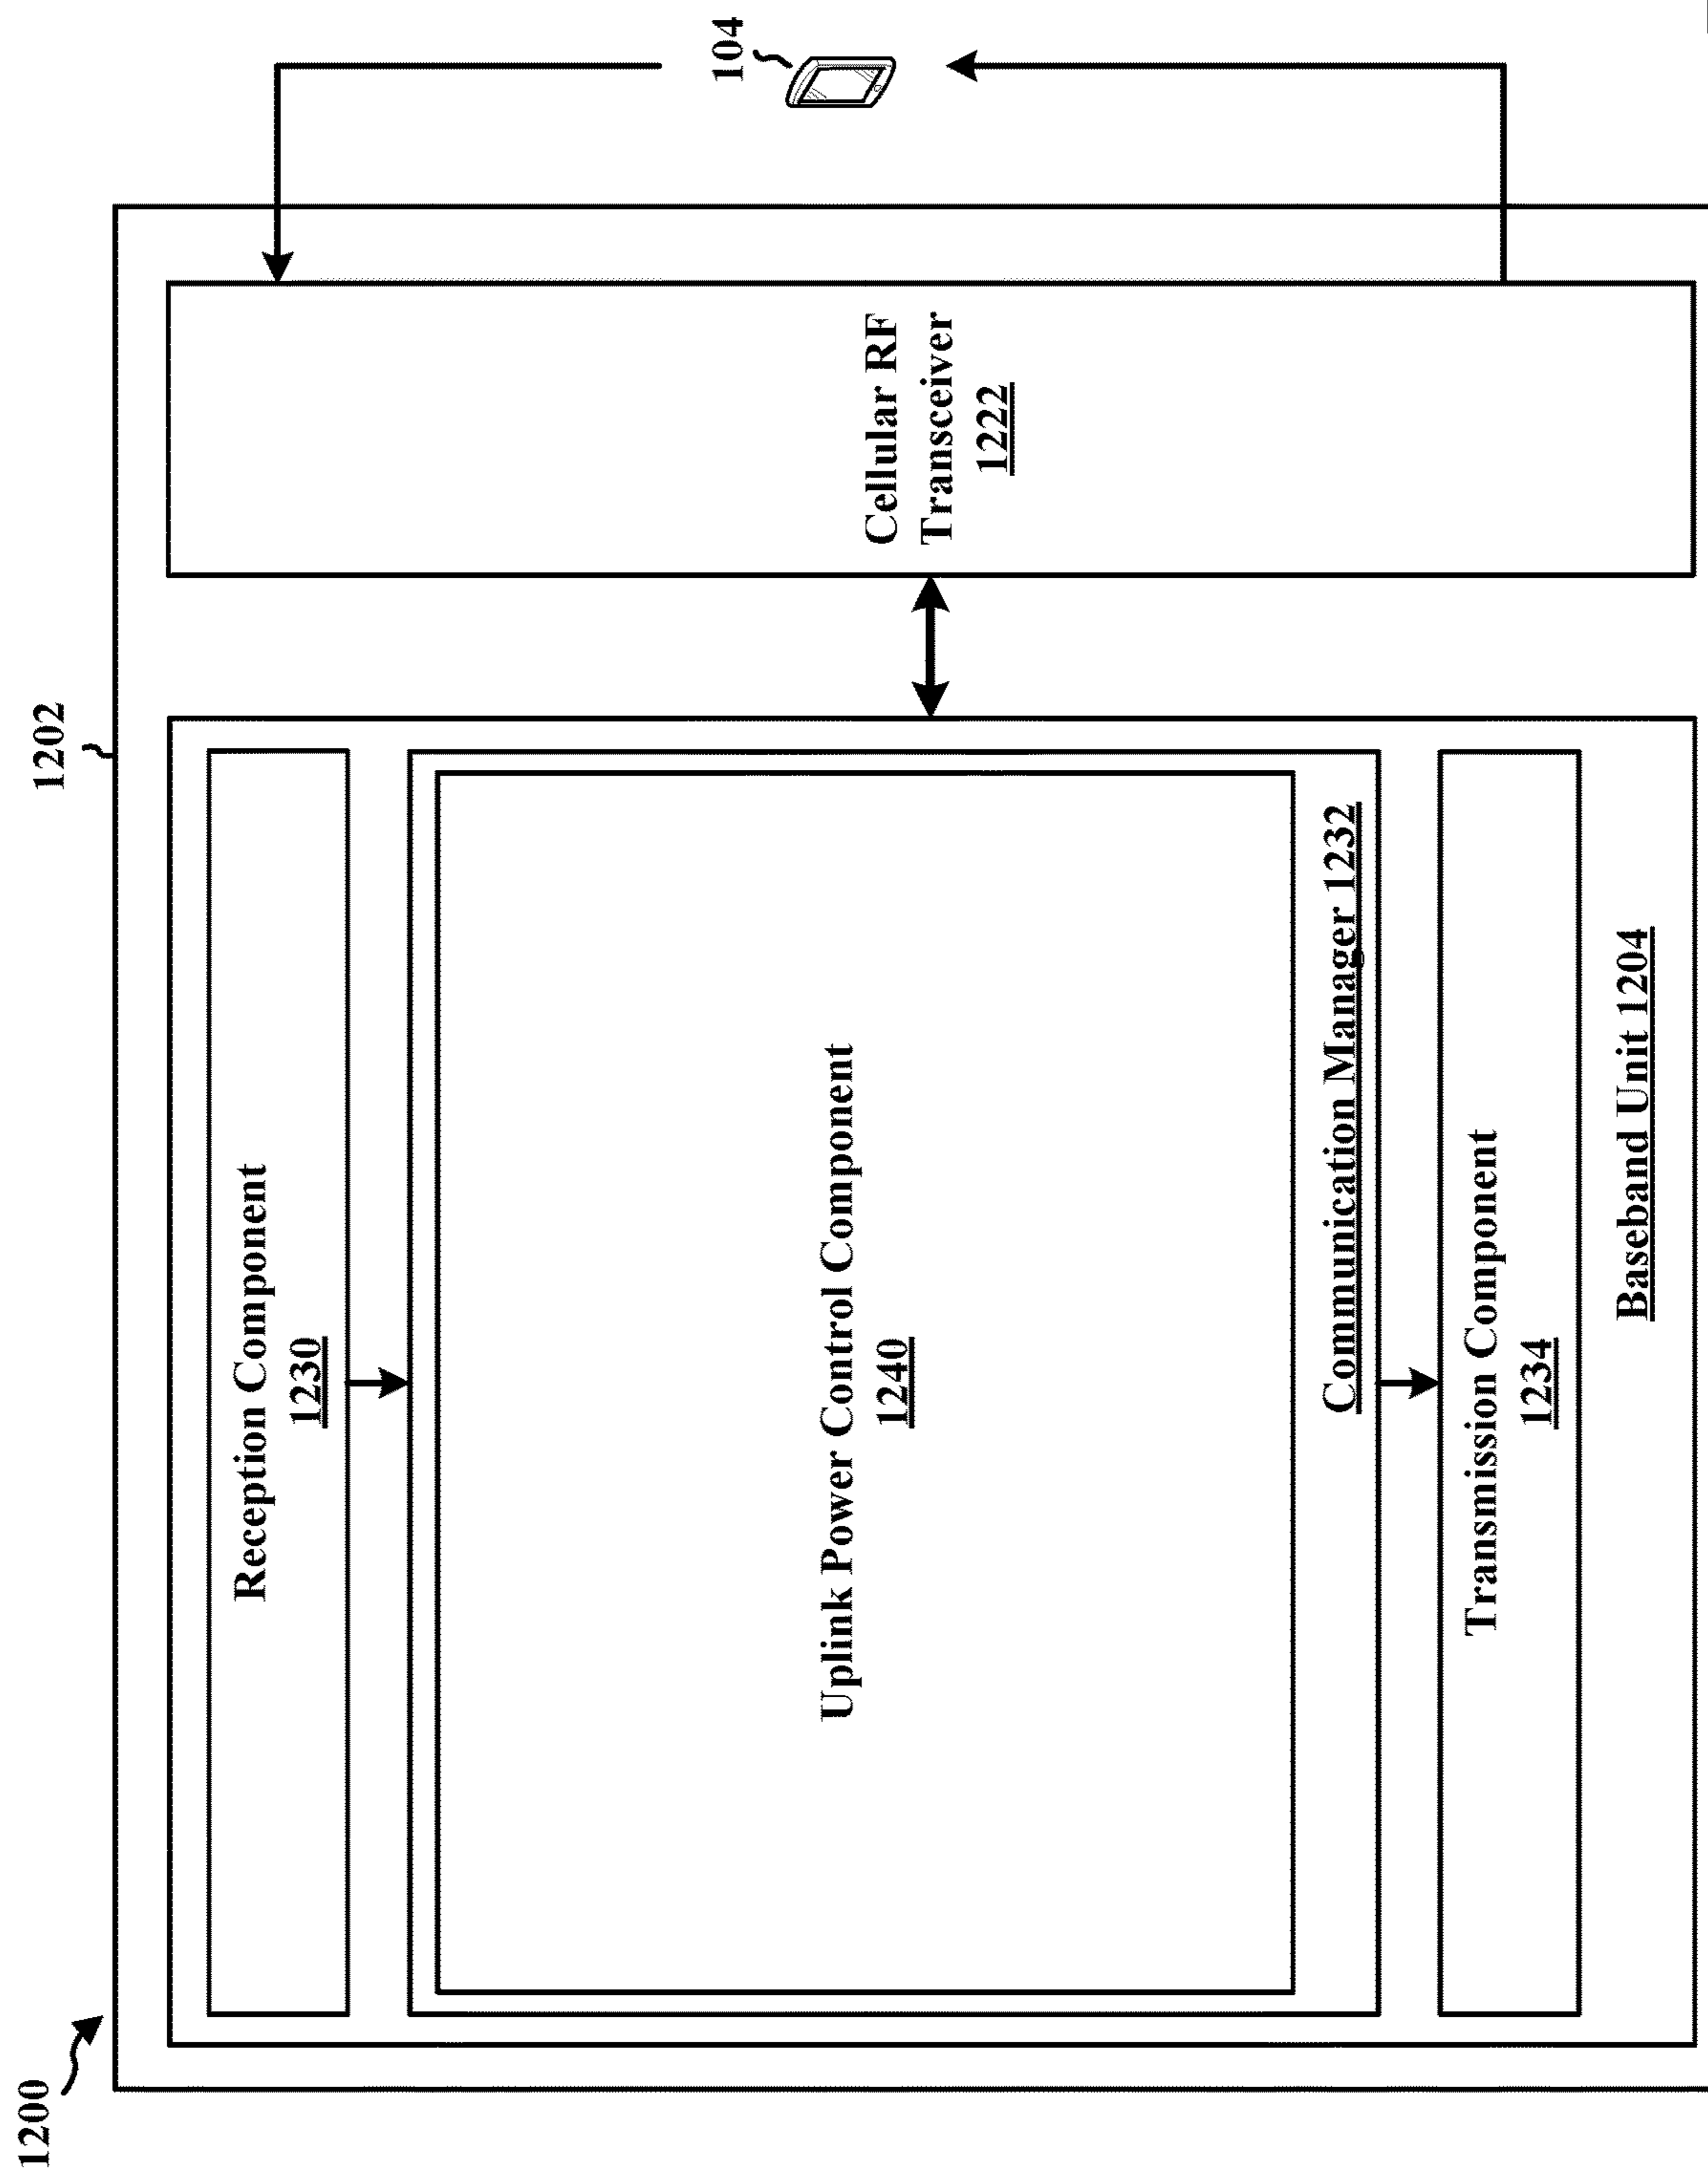 1200
1202
Reception Component
1230
Uplink Power Control Component
1240
Communication Manager 1232
Transmission Component
1234
Baseband Unit 1204
Cellular RF
Transceiver
1222
104